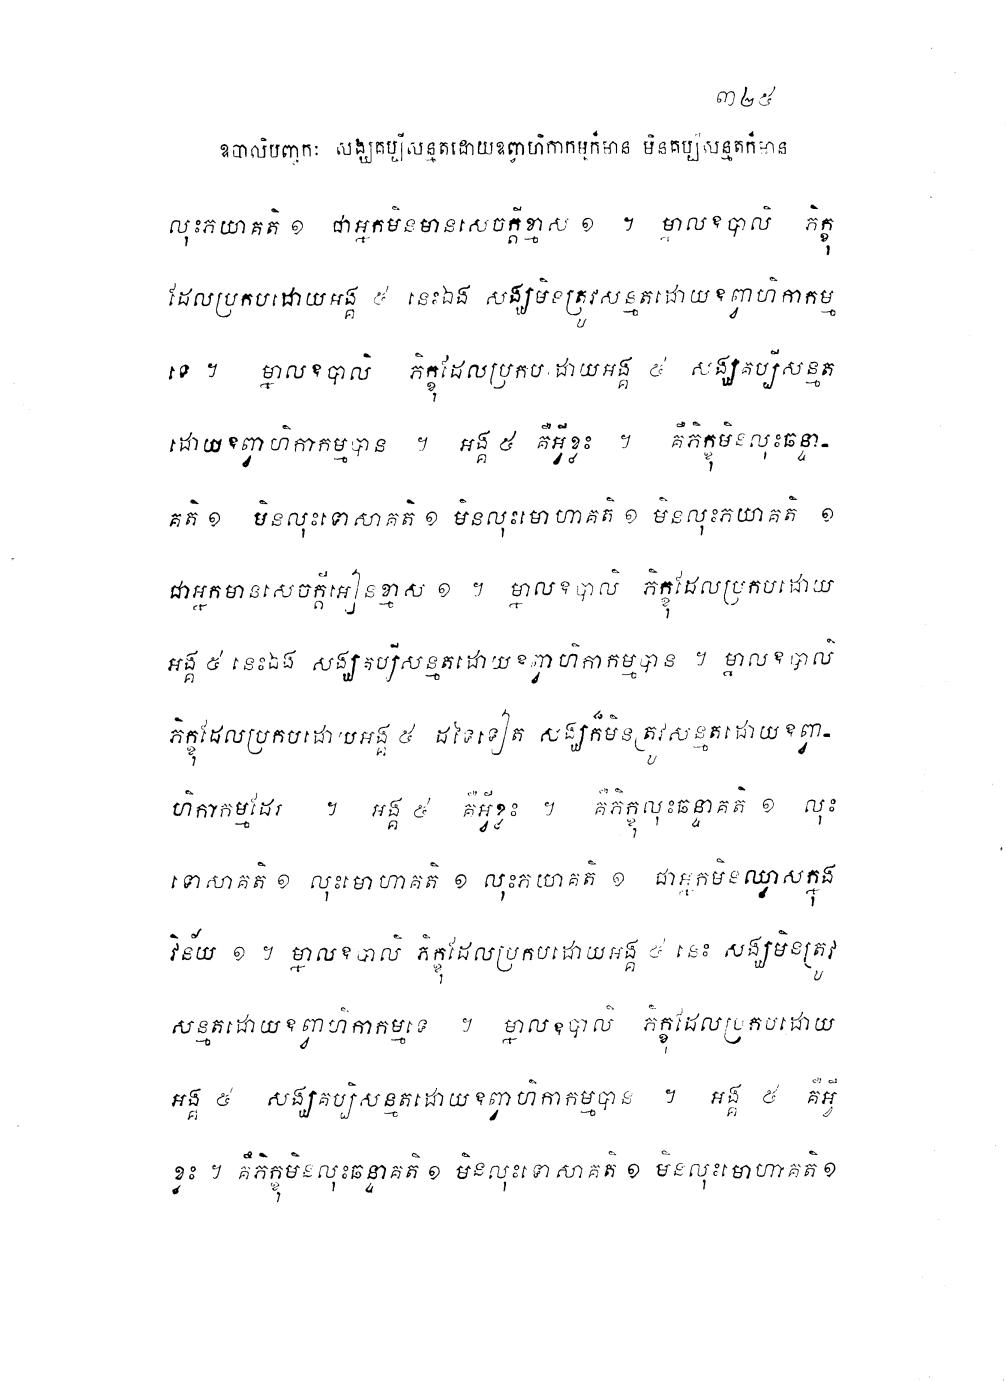 ៣២៥
ឧបាលិបញ្ចកៈ សង្ឃគប្បីសន្មតដោយឧព្វាហិកាកម្មក៏មាន មិនគប្បីសន្មតក៏មាន
លុះភយាគតិ ១ ជាអ្នកមិនមានសេចក្តីខ្មាស ១ ។ ម្នាលឧបាលិ ភិក្ខុ
ដែលប្រកបដោយអង្គ ៥ នេះឯង សង្ឃមិនត្រូវសន្មតដោយឧព្វាហិកាកម្ម
ទេ ។ ម្នាលឧបាលិ ភិក្ខុដែលប្រកបដោយអង្គ ៥ សង្ឃគប្បីសន្មត
ដោយឧព្វាហិកាកម្មបាន ។ អង្គ ៥ គឺអ្វីខ្លះ ។ គឺភិក្ខុមិនលុះឆន្ទា-
គតិ ១ មិនលុះទោសាគតិ ១ មិនលុះមោហាគតិ ១ មិនលុះភយាគតិ ១
ជាអ្នកមានសេចក្តីអៀនខ្មាស ១ ។ ម្នាលឧបាលិ ភិក្ខុដែលប្រកបដោយ
អង្គ ៥ នេះឯង សង្ឃគប្បីសន្មតដោយឧព្វាហិកាកម្មបាន ។ ម្នាលឧបាលិ
ភិក្ខុដែលប្រកបដោយអង្គ ៥ ដទៃទៀត សង្ឃក៏មិនត្រូវសន្មតដោយឧព្វា-
ហិកាកម្មដែរ ។ អង្គ ៥ គឺអ្វីខ្លះ ។ គឺភិក្ខុលុះឆន្ទាគតិ ១ លុះ
ទោសាគតិ ១ លុះមោហាគតិ ១ លុះភយាគតិ ១ ជាអ្នកមិនឈ្លាសក្នុង
វិន័យ ១ ។ ម្នាលឧបាលិ ភិក្ខុដែលប្រកបដោយអង្គ ៥ នេះ សង្ឃមិនត្រូវ
សន្មតដោយឧព្វាហិកាកម្មទេ ។ ម្នាលឧបាលិ ភិក្ខុដែលប្រកបដោយ
អង្គ ៥ សង្ឃគប្បីសន្មតដោយឧព្វាហិកាកម្មបាន ។ អង្គ ៥ គឺអ្វី
ខ្លះ ។ គឺភិក្ខុមិនលុះឆន្ទាគតិ ១ មិនលុះទោសាគតិ ១ មិនលុះមោហាគតិ ១